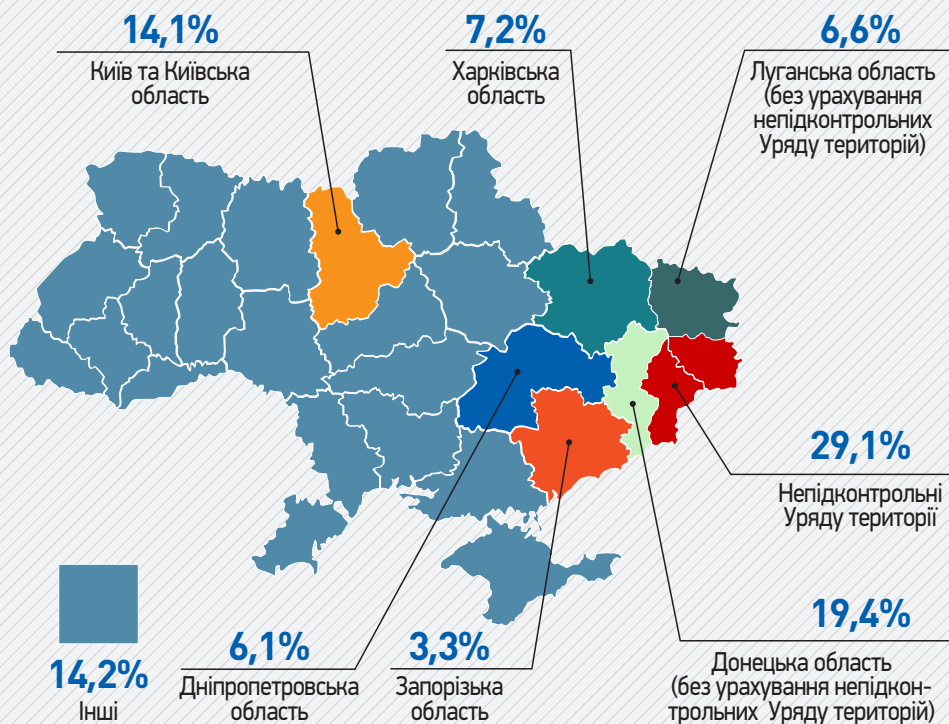 14,1%
Київ та Київська
область
7,2%
Харківська
область
6,6%
Луганська область
(без урахування
непідконтрольних
Уряду територій)
29,1%
Непідконтрольні
Уряду території
19,4%
Донецька область
(без урахування непідкон-
трольних Уряду територій)
3,3%
Запорізька
область
6,1%
Дніпропетровська
область
14,2%
Інші